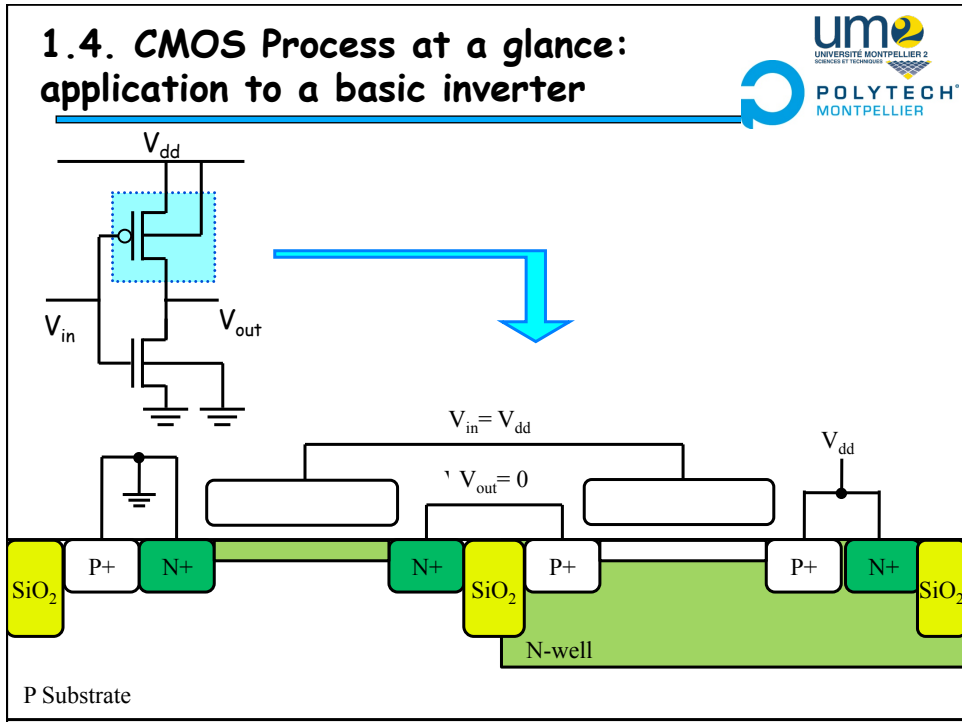 1.4. CMOS Process at a glance:
application to a basic inverter
um2
UNIVERSITÉ MONTPELLIER 2
SCIENCES ET TECHNIQUES
POLYTECH°
MONTPELLIER
Vdd
Vin
Vout
Vin= Vdd
Vout= 0
Vdd
SiO2
P+
N+
N+
SiO2
P+
P+
N+
SiO2
N-well
P Substrate